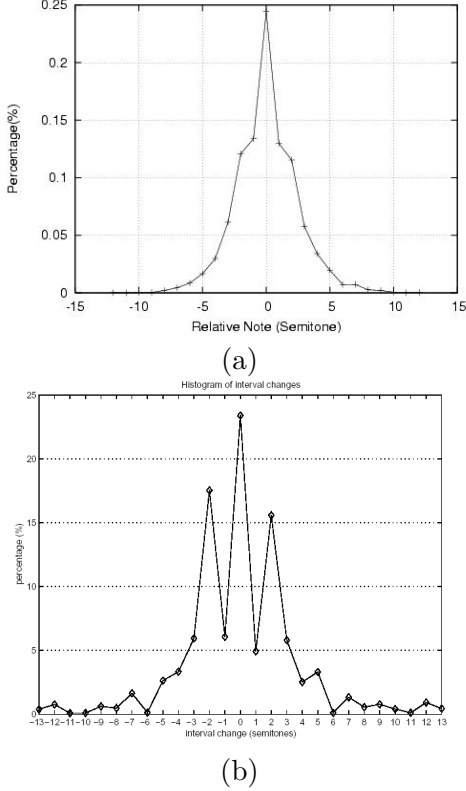 0.25
0.2
0.15
0.1
0.05
0
Percentage(%)
-15 -10 -5 0 5 10 15
Relative Note (Semitone)
(a)
Histogram of interval changes
25
20
15
10
5
0
percentage (%)
-13 -12 -11 -10 -9 -8 -7 -6 -5 -4 -3 -2 -1 0 1 2 3 4 5 6 7 8 9 10 11 12 13
interval change (semitones)
(b)